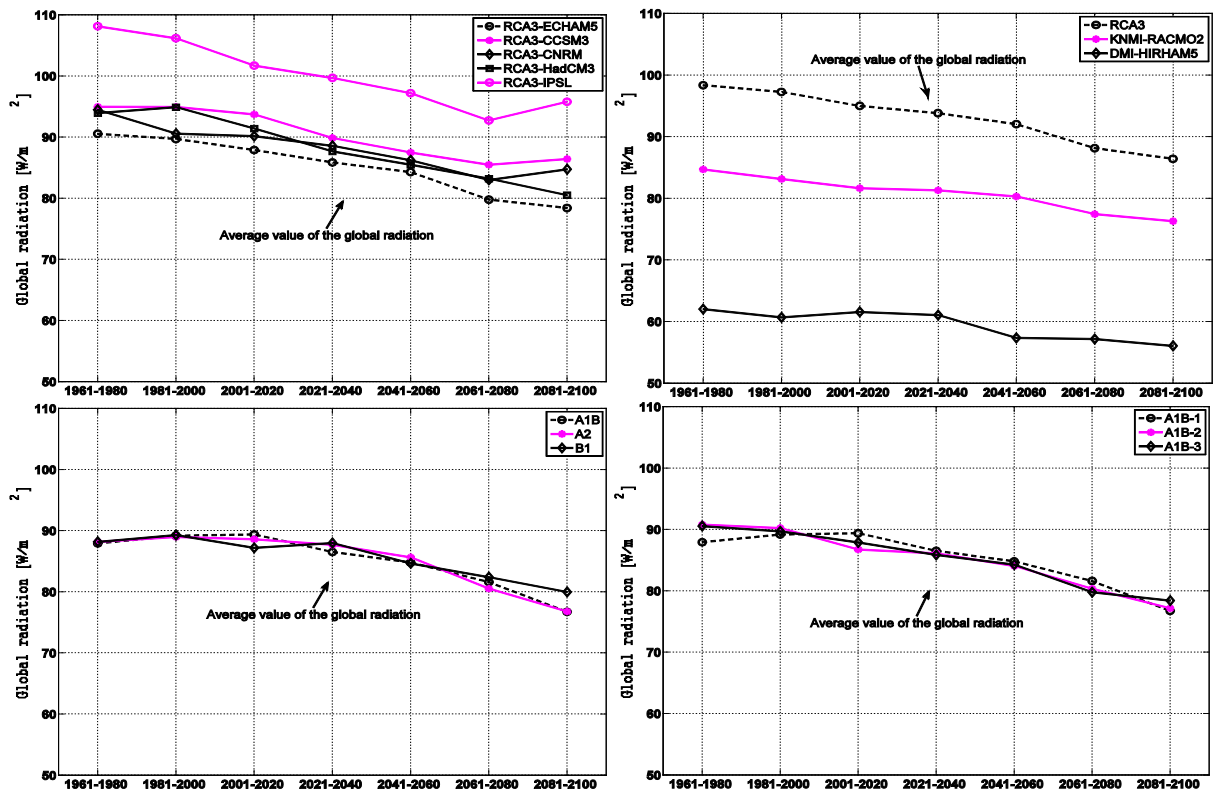 110
100
90
80
70
60
50
Global radiation [W/m²]
RCA3-ECHAM5
RCA3-CCSM3
RCA3-CNRM
RCA3-HadCM3
RCA3-IPSL
Average value of the global radiation
1961-1980 1981-2000 2001-2020 2021-2040 2041-2060 2061-2080 2081-2100
110
100
90
80
70
60
50
Global radiation [W/m²]
RCA3
KNMI-RACMO2
DMI-HIRHAM5
Average value of the global radiation
1961-1980 1981-2000 2001-2020 2021-2040 2041-2060 2061-2080 2081-2100
110
100
90
80
70
60
50
Global radiation [W/m²]
A1B
A2
B1
Average value of the global radiation
1961-1980 1981-2000 2001-2020 2021-2040 2041-2060 2061-2080 2081-2100
110
100
90
80
70
60
50
Global radiation [W/m²]
A1B-1
A1B-2
A1B-3
Average value of the global radiation
1961-1980 1981-2000 2001-2020 2021-2040 2041-2060 2061-2080 2081-2100